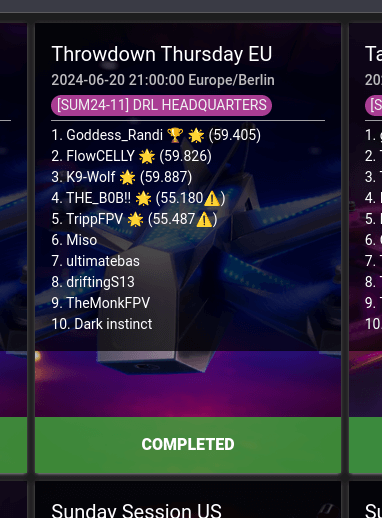 Throwdown Thursday EU
2024-06-20 21:00:00 Europe/Berlin
[SUM24-11] DRL HEADQUARTERS
1. Goddess_Randi 🏆 🌟 (59.405)
2. FlowCELLY 🌟 (59.826)
3. K9-Wolf 🌟 (59.887)
4. THE_B0B!! 🌟 (55.180⚠️)
5. TrippFPV 🌟 (55.487⚠️)
6. Miso
7. ultimatebas
8. driftingS13
9. TheMonkFPV
10. Dark instinct
COMPLETED
Sunday Session US
Ta
202
[S
1. g
2. T
3. 
4. 
5. 
6. 
7. 
8. 
9. 
10.
Su